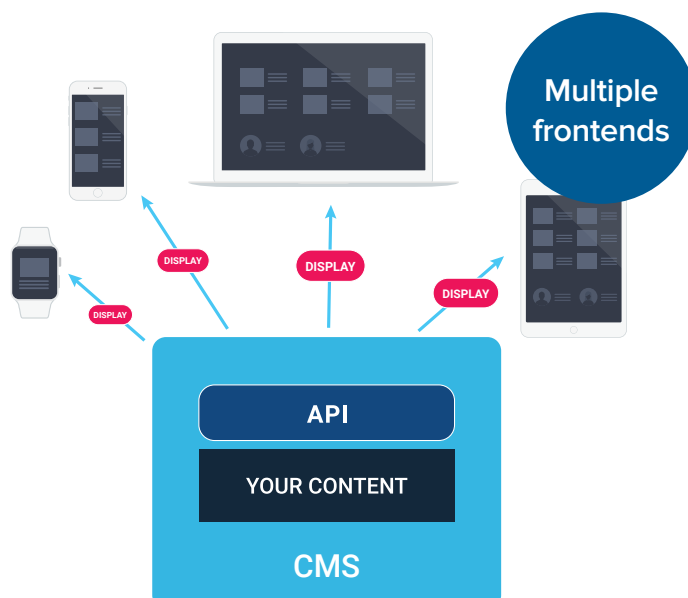 Multiple
frontends
DISPLAY
DISPLAY
DISPLAY
DISPLAY
API
YOUR CONTENT
CMS